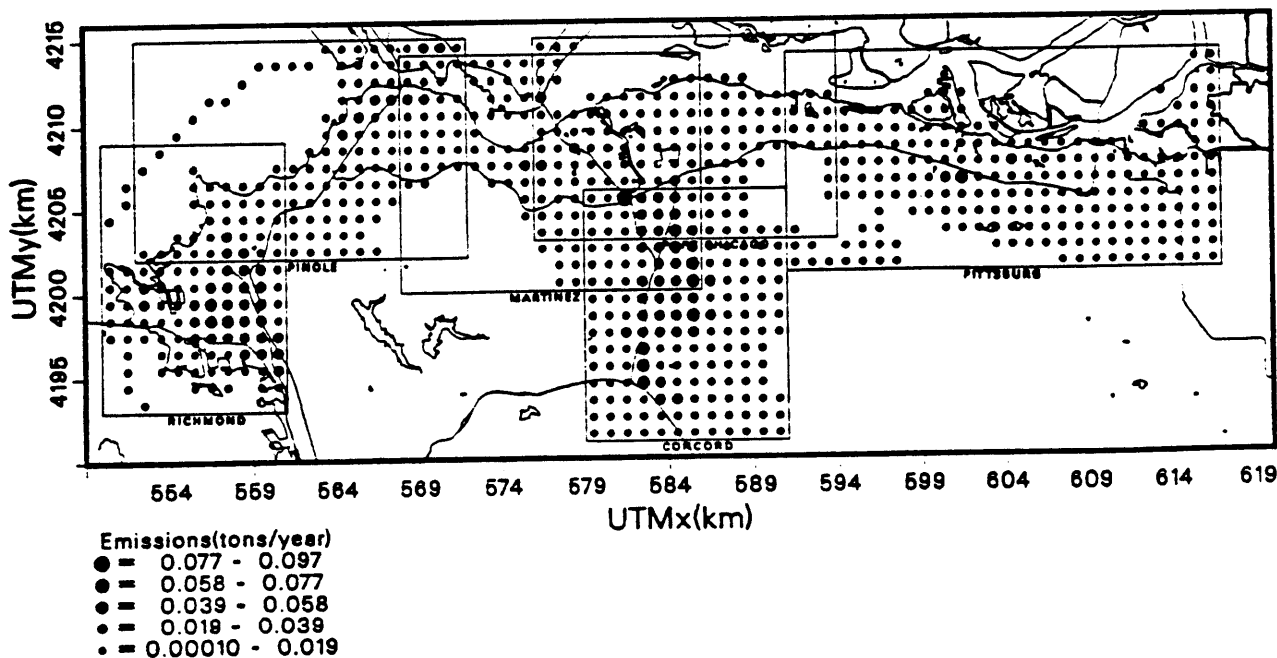 4215
4210
4205
4200
4195
UTMy(km)
PINOLE
MARTINEZ
PITTSBURG
RICHMOND
CORCORD
554 559 564 569 574 579 584 589 594 599 604 609 614 619
UTMx(km)
Emissions(tons/year)
= 0.077 - 0.097
= 0.058 - 0.077
= 0.039 - 0.058
= 0.019 - 0.039
= 0.00010 - 0.019